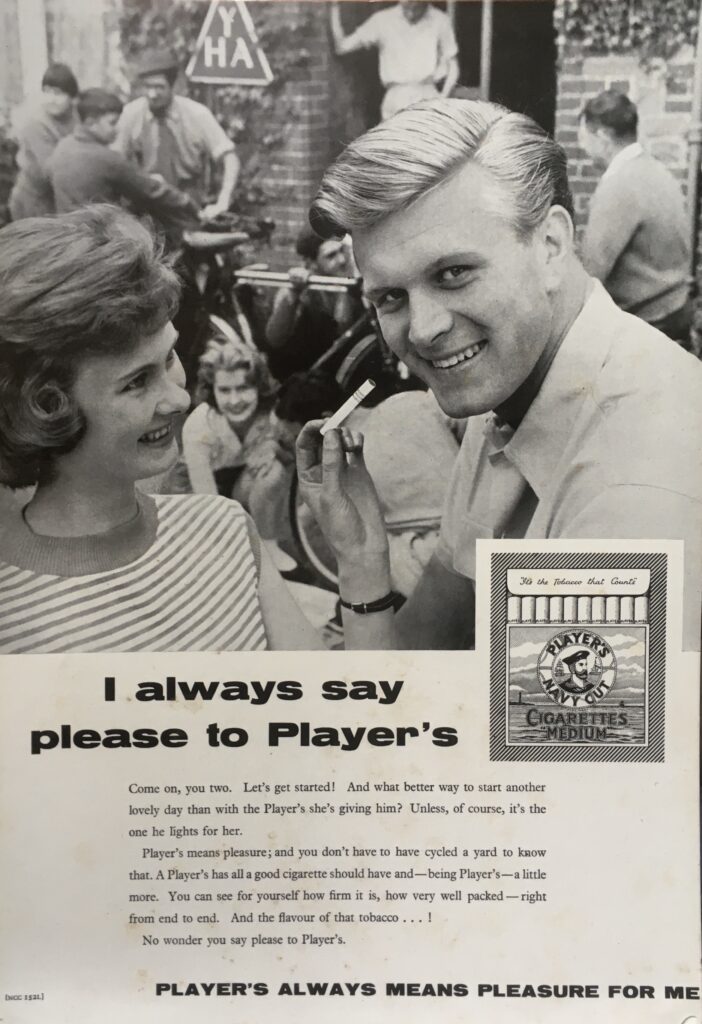 Y
HA
It's the Tobacco that Counts
PLAYER'S
NAVY CUT
CIGARETTES
"MEDIUM"
I always say
please to Player's
Come on, you two. Let's get started! And what better way to start another
lovely day than with the Player's she's giving him? Unless, of course, it's the
one he lights for her.
Player's means pleasure; and you don't have to have cycled a yard to know
that. A Player's has all a good cigarette should have and—being Player's—a little
more. You can see for yourself how firm it is, how very well packed—right
from end to end. And the flavour of that tobacco . . . !
No wonder you say please to Player's.
[NCC 152L]
PLAYER'S ALWAYS MEANS PLEASURE FOR ME